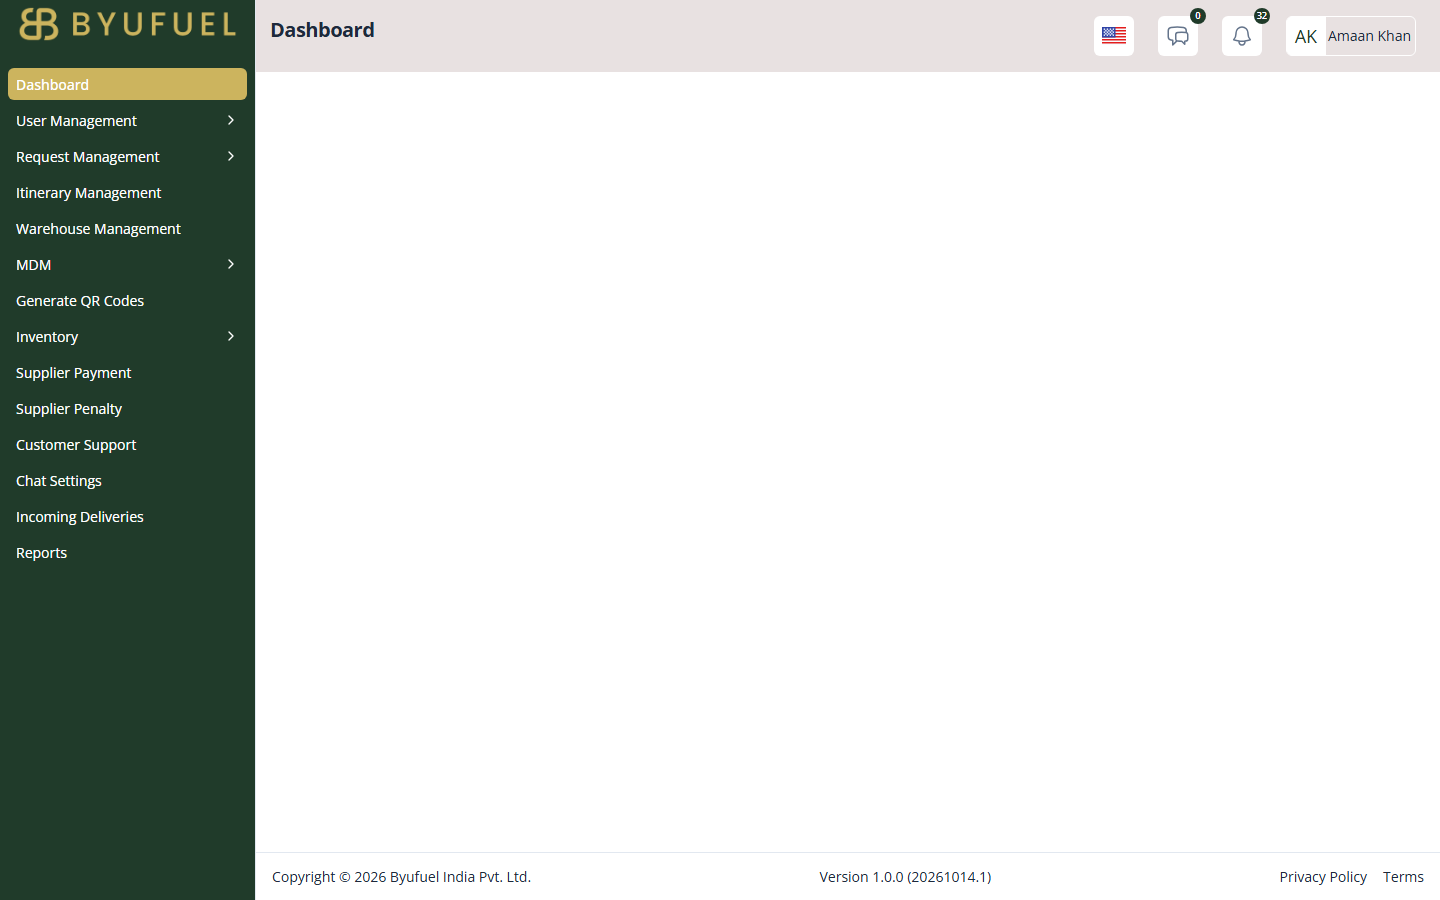 BYUFUEL
Dashboard
0
32
AK
Amaan Khan
Dashboard
User Management
Request Management
Itinerary Management
Warehouse Management
MDM
Generate QR Codes
Inventory
Supplier Payment
Supplier Penalty
Customer Support
Chat Settings
Incoming Deliveries
Reports
Copyright © 2026 Byufuel India Pvt. Ltd.
Version 1.0.0 (20261014.1)
Privacy Policy
Terms